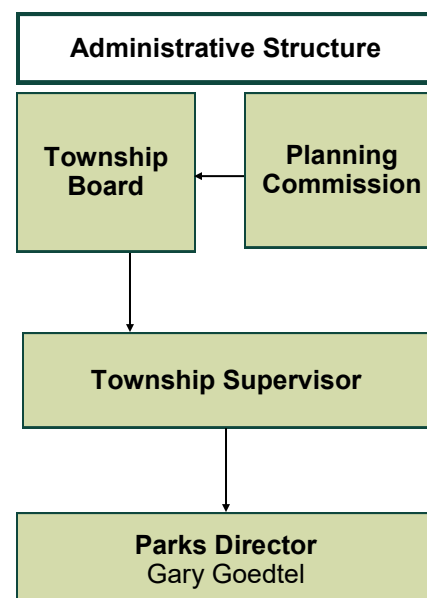 Administrative Structure
Township
Board
Planning
Commission
Township Supervisor
Parks Director
Gary Goedtel